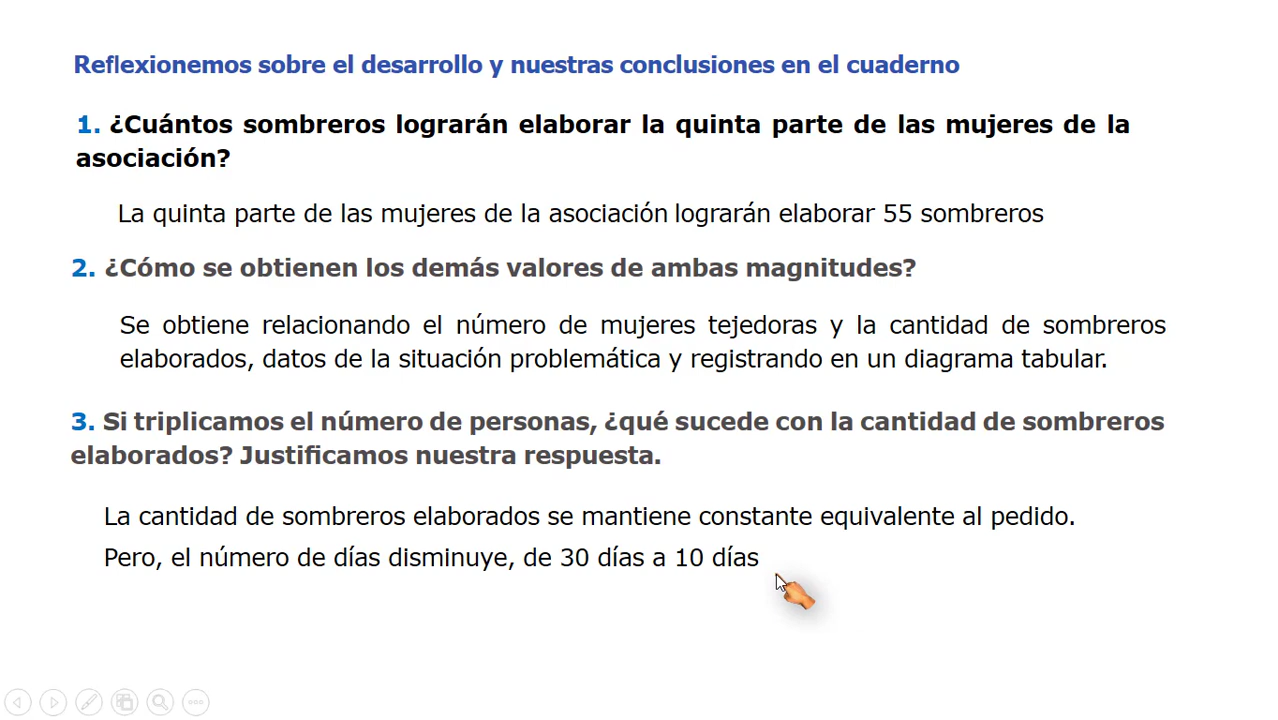 Reflexionemos sobre el desarrollo y nuestras conclusiones en el cuaderno
1. ¿Cuántos sombreros lograrán elaborar la quinta parte de las mujeres de la
asociación?
La quinta parte de las mujeres de la asociación lograrán elaborar 55 sombreros
2. ¿Cómo se obtienen los demás valores de ambas magnitudes?
Se obtiene relacionando el número de mujeres tejedoras y la cantidad de sombreros
elaborados, datos de la situación problemática y registrando en un diagrama tabular.
3. Si triplicamos el número de personas, ¿qué sucede con la cantidad de sombreros
elaborados? Justificamos nuestra respuesta.
La cantidad de sombreros elaborados se mantiene constante equivalente al pedido.
Pero, el número de días disminuye, de 30 días a 10 días